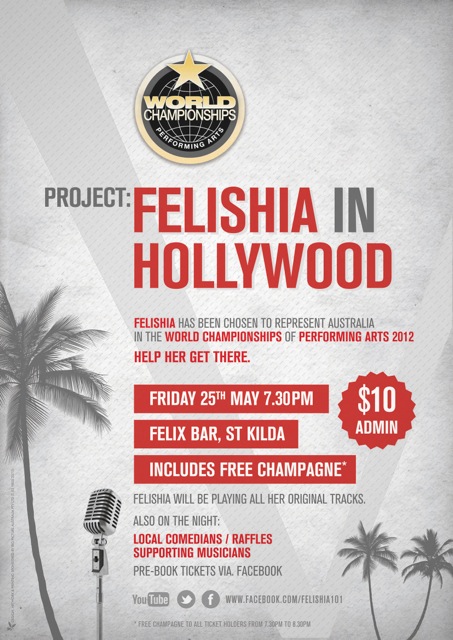 WORLD
CHAMPIONSHIPS
PERFORMING ARTS
PROJECT:
FELISHIA IN
HOLLYWOOD
FELISHIA HAS BEEN CHOSEN TO REPRESENT AUSTRALIA
IN THE WORLD CHAMPIONSHIPS OF PERFORMING ARTS 2012
HELP HER GET THERE.
FRIDAY 25TH MAY 7.30PM
$10
ADMIN
FELIX BAR, ST KILDA
INCLUDES FREE CHAMPAGNE*
FELISHIA WILL BE PLAYING ALL HER ORIGINAL TRACKS.
ALSO ON THE NIGHT:
LOCAL COMEDIANS / RAFFLES
SUPPORTING MUSICIANS
PRE-BOOK TICKETS VIA. FACEBOOK
YouTube WWW.FACEBOOK.COM/FELISHIA101
* FREE CHAMPAGNE TO ALL TICKET HOLDERS FROM 7.30PM TO 8.30PM